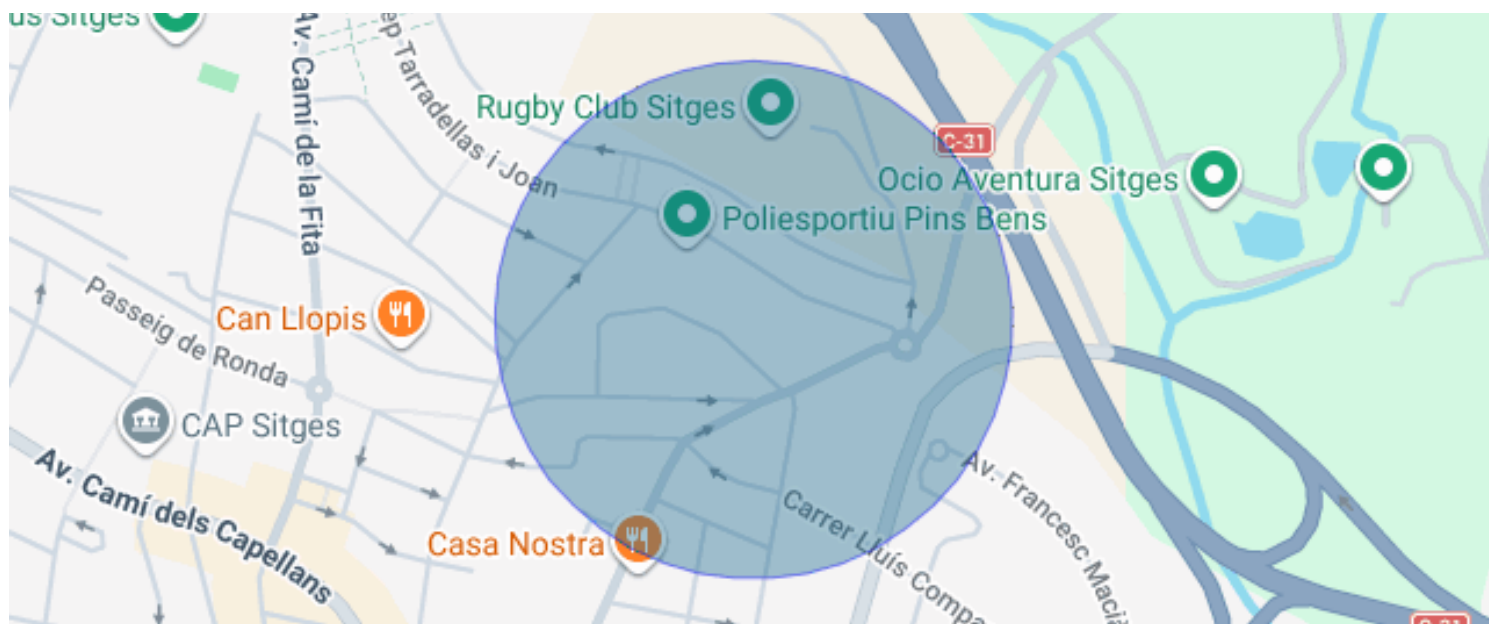 us Sitges
Av. Camí de la Fita
ep Tarradellas i Joan
Rugby Club Sitges
C-31
Ocio Aventura Sitges
Poliesportiu Pins Bens
Can Llopis
Passeig de Ronda
CAP Sitges
Av. Camí dels Capellans
Casa Nostra
Carrer Lluís Compa
Av. Francesc Macià
C-31